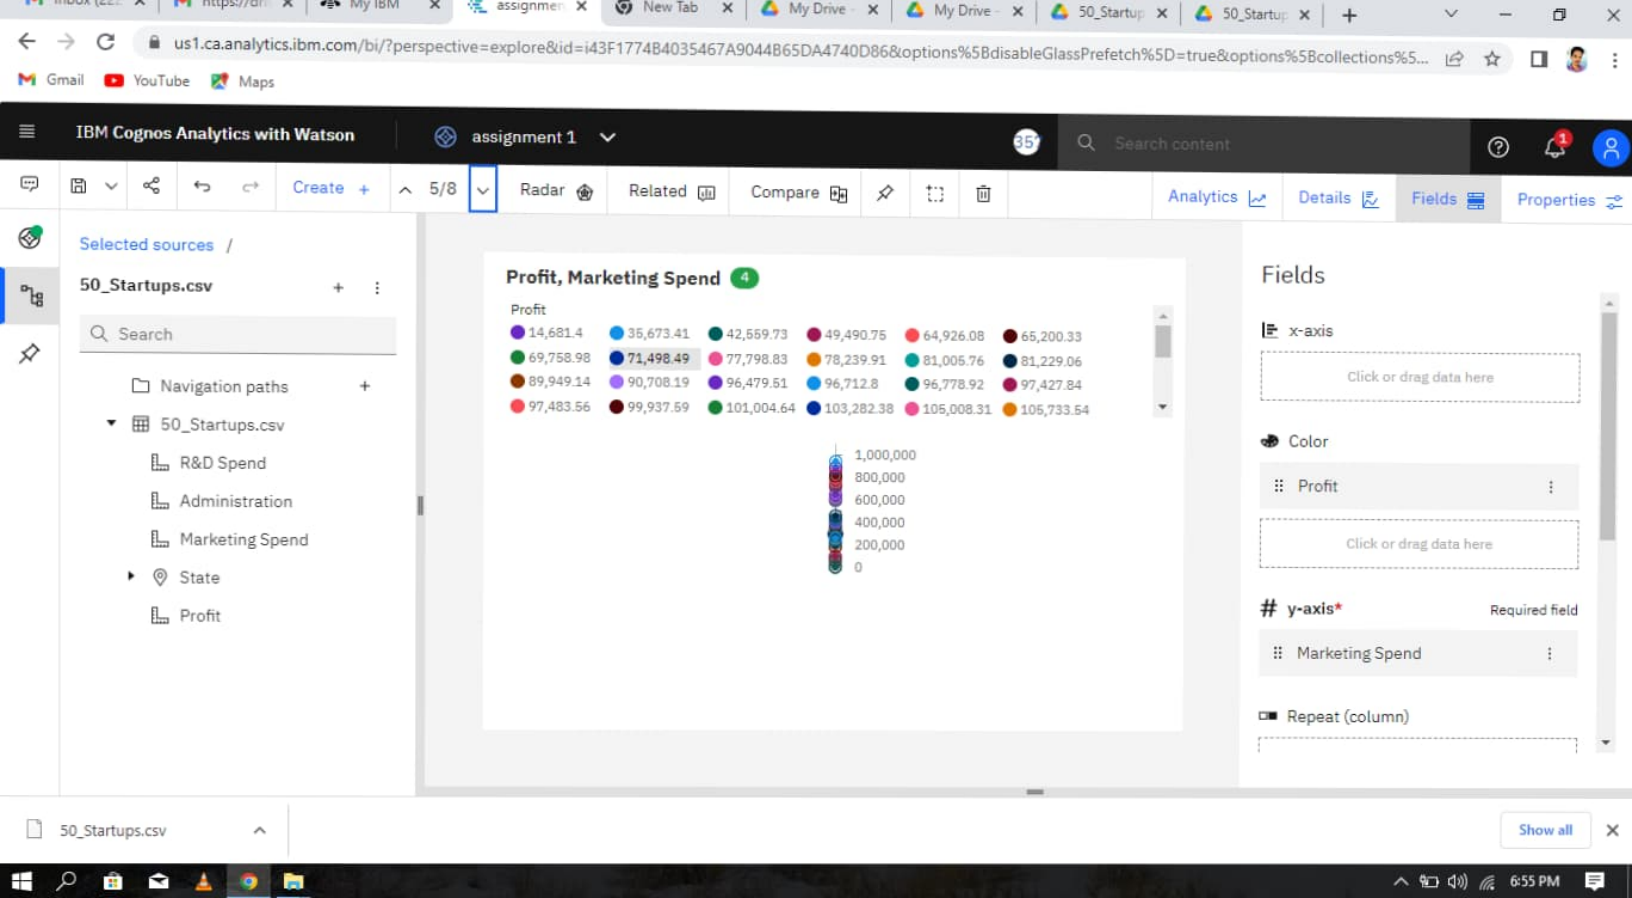 My IBM
assignmen
New Tab
My Drive -
My Drive -
50_Startup
50_Startup
us1.ca.analytics.ibm.com/bi/?perspective=explore&id=i43F1774B4035467A9044B65DA4740D86&options%5BdisableGlassPrefetch%5D=true&options%5Bcollections%5...
Gmail
YouTube
Maps
IBM Cognos Analytics with Watson
assignment 1
Search content
1
Create +
5/8
Radar
Related
Compare
Analytics
Details
Fields
Properties
Selected sources /
50_Startups.csv
Search
Navigation paths
50_Startups.csv
R&D Spend
Administration
Marketing Spend
State
Profit
Profit, Marketing Spend 4
Profit
14,681.4 35,673.41 42,559.73 49,490.75 64,926.08 65,200.33
69,758.98 71,498.49 77,798.83 78,239.91 81,005.76 81,229.06
89,949.14 90,708.19 96,479.51 96,712.8 96,778.92 97,427.84
97,483.56 99,937.59 101,004.64 103,282.38 105,008.31 105,733.54
1,000,000
800,000
600,000
400,000
200,000
0
Fields
x-axis
Click or drag data here
Color
Profit
Click or drag data here
# y-axis* Required field
Marketing Spend
Repeat (column)
50_Startups.csv
Show all
6:55 PM